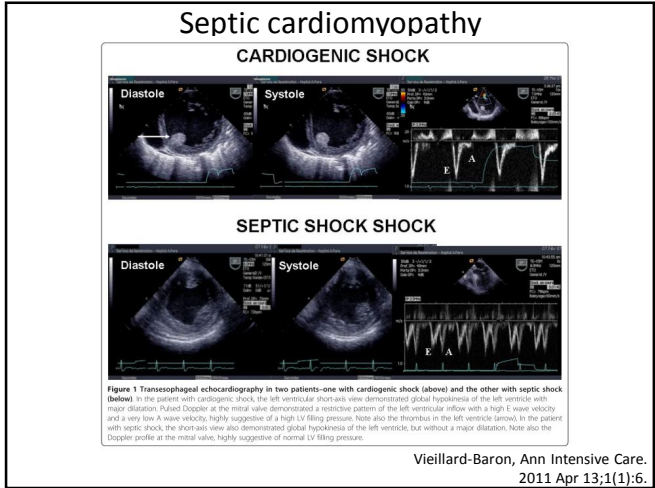 Septic cardiomyopathy
CARDIOGENIC SHOCK
Diastole
Systole
E A
SEPTIC SHOCK SHOCK
Diastole
Systole
E A
Figure 1 Transesophageal echocardiography in two patients–one with cardiogenic shock (above) and the other with septic shock
(below). In the patient with cardiogenic shock, the left ventricular short-axis view demonstrated global hypokinesia of the left ventricle with
major dilatation. Pulsed Doppler at the mitral valve demonstrated a restrictive pattern of the left ventricular inflow with a high E wave velocity
and a very low A wave velocity, highly suggestive of a high LV filling pressure. Note also the thrombus in the left ventricle (arrow). In the patient
with septic shock, the short-axis view also demonstrated global hypokinesia of the left ventricle, but without a major dilatation. Note also the
Doppler profile at the mitral valve, highly suggestive of normal LV filling pressure.
Vieillard-Baron, Ann Intensive Care.
2011 Apr 13;1(1):6.